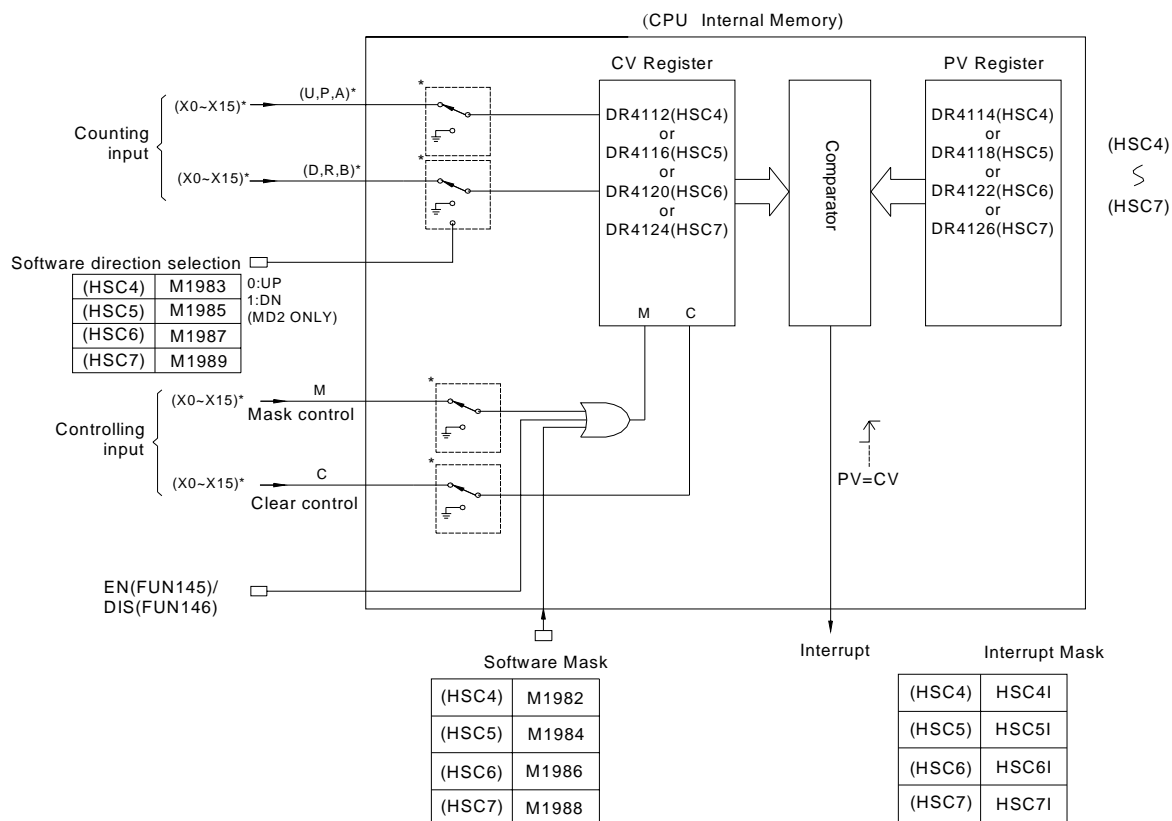 (CPU Internal Memory)
CV Register
PV Register
*
(U,P,A)*
(X0~X15)*
Counting
input
*
(D,R,B)*
(X0~X15)*
DR4112(HSC4)
or
DR4116(HSC5)
or
DR4120(HSC6)
or
DR4124(HSC7)
M C
Comparator
DR4114(HSC4)
or
DR4118(HSC5)
or
DR4122(HSC6)
or
DR4126(HSC7)
(HSC4)
(HSC7)
Software direction selection
(HSC4) M1983
(HSC5) M1985
(HSC6) M1987
(HSC7) M1989
0:UP
1:DN
(MD2 ONLY)
*
M
(X0~X15)*
Mask control
Controlling
input
*
C
(X0~X15)*
Clear control
PV=CV
EN(FUN145)/
DIS(FUN146)
Software Mask
(HSC4) M1982
(HSC5) M1984
(HSC6) M1986
(HSC7) M1988
Interrupt
Interrupt Mask
(HSC4) HSC4I
(HSC5) HSC5I
(HSC6) HSC6I
(HSC7) HSC7I